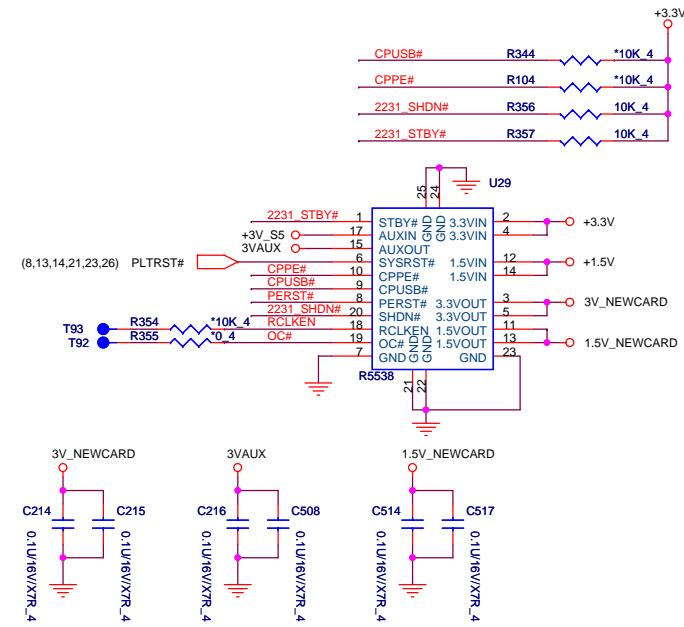 +3.3V
CPUSB# R344 *10K_4
CPPE# R104 *10K_4
2231_SHDN# R356 10K_4
2231_STBY# R357 10K_4
25 24 U29
2231_STBY# 1 STBY# GND GND 3.3VIN 2 +3.3V
+3V_S5 17 AUXIN 3.3VIN 4
3VAUX 15 AUXOUT
(8,13,14,21,23,26) PLTRST# 6 SYSRST# 1.5VIN 12 +1.5V
CPPE# 10 CPPE# 1.5VIN 14
CPUSB# 9 CPUSB#
PERST# 8 PERST# 3.3VOUT 3 3V_NEWCARD
2231_SHDN# 20 SHDN# 3.3VOUT 5
T93 R354 *10K_4 RCLKEN 18 RCLKEN 1.5VOUT 11
T92 R355 *0_4 OC# 19 OC# GND GND 1.5VOUT 13 1.5V_NEWCARD
7 GND GND 23
R5538 21 22
3V_NEWCARD 3VAUX 1.5V_NEWCARD
C214 C215 C216 C508 C514 C517
0.1U/16V/X7R_4 0.1U/16V/X7R_4 0.1U/16V/X7R_4 0.1U/16V/X7R_4 0.1U/16V/X7R_4 0.1U/16V/X7R_4